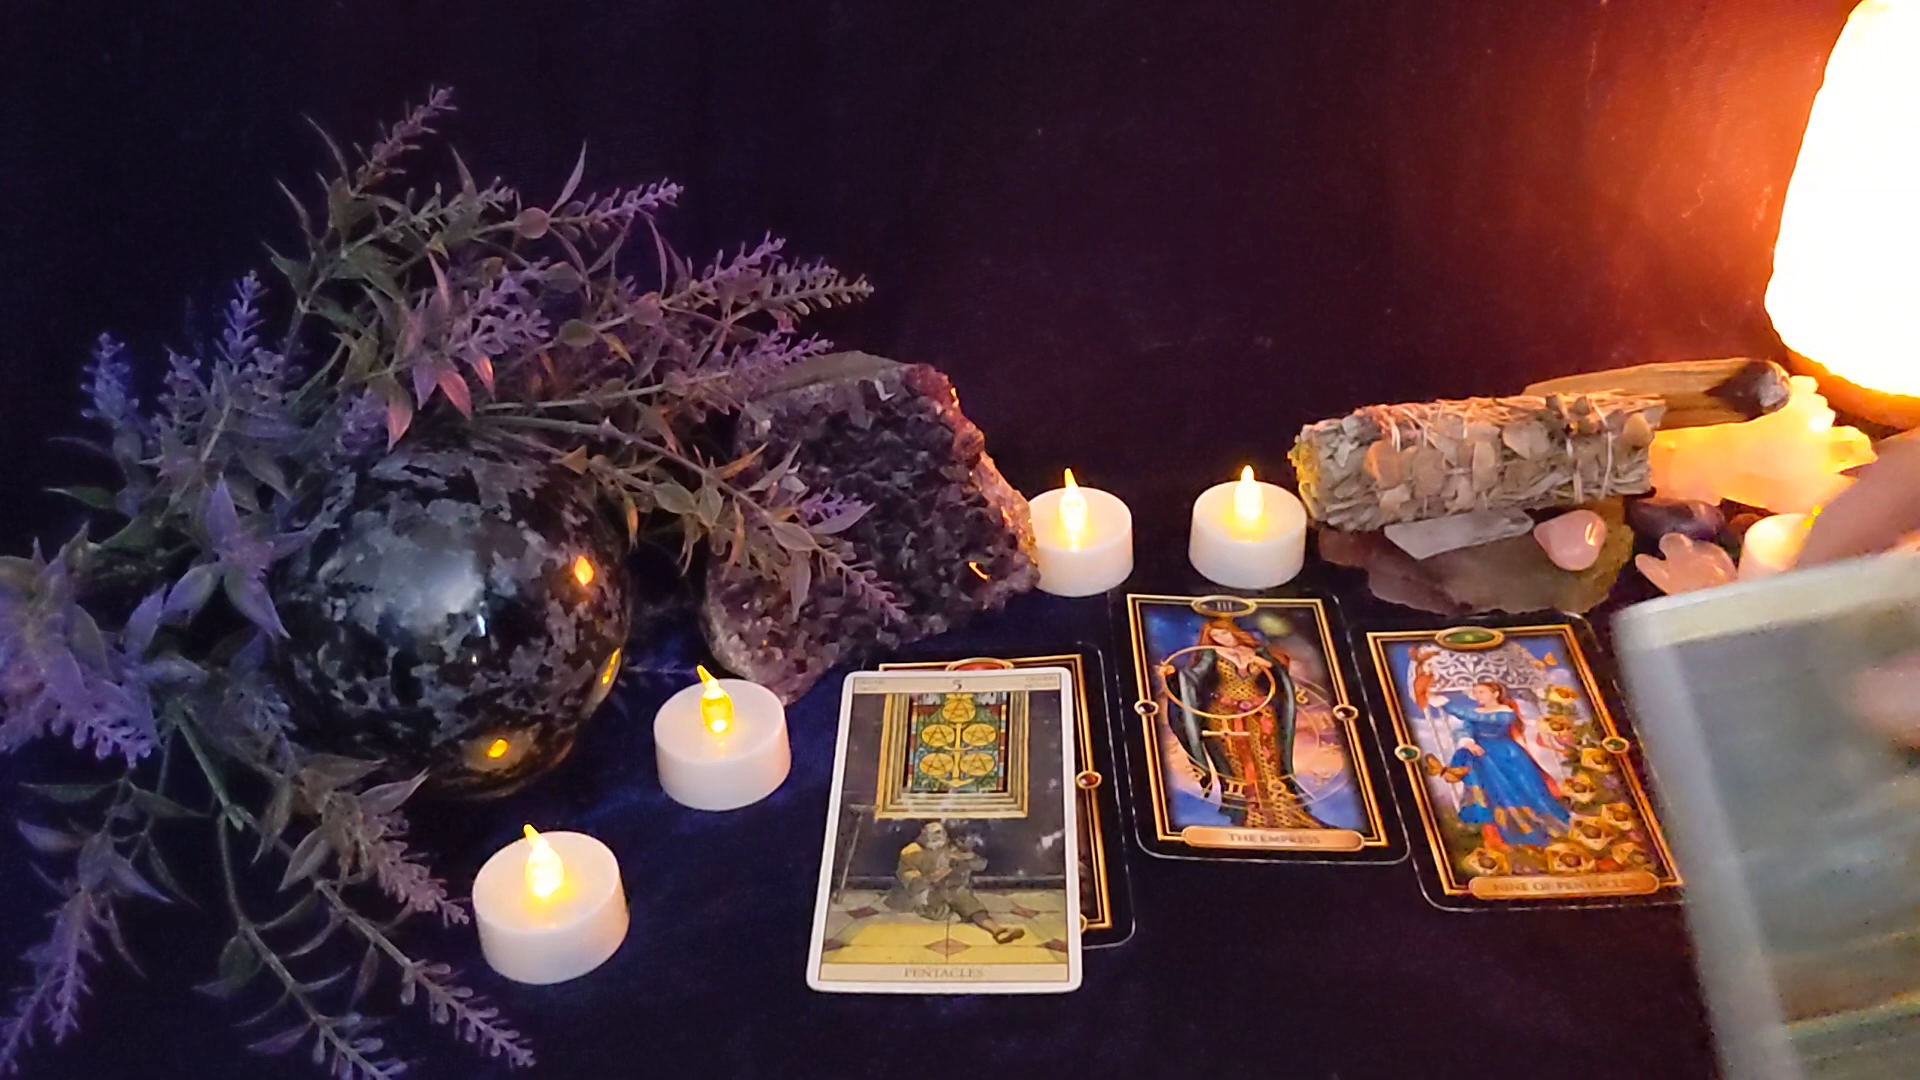 5
PENTACLES
III
THE EMPRESS
NINE OF PENTACLES